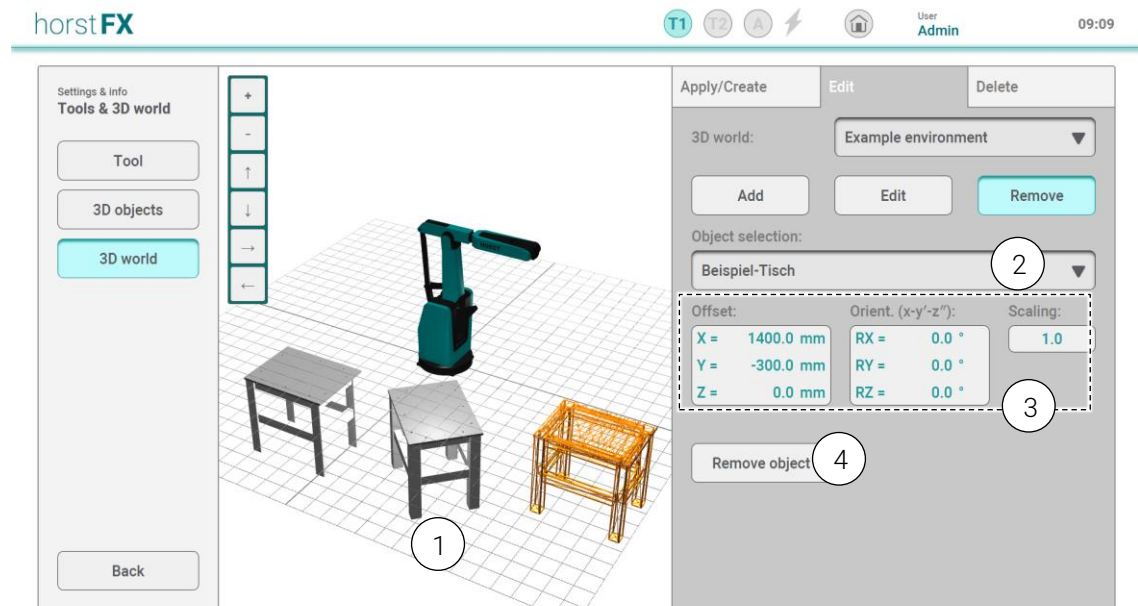 horstFX
T1 T2 A
User
Admin
09:09
Settings & info
Tools & 3D world
Tool
3D objects
3D world
Back
+
-
↑
↓
→
←
HORST
1
Apply/Create Edit Delete
3D world: Example environment
Add Edit Remove
Object selection:
Beispiel-Tisch
2
Offset: Orient. (x-y′-z″): Scaling:
X = 1400.0 mm RX = 0.0 ° 1.0
Y = -300.0 mm RY = 0.0 °
Z = 0.0 mm RZ = 0.0 °
3
Remove object
4